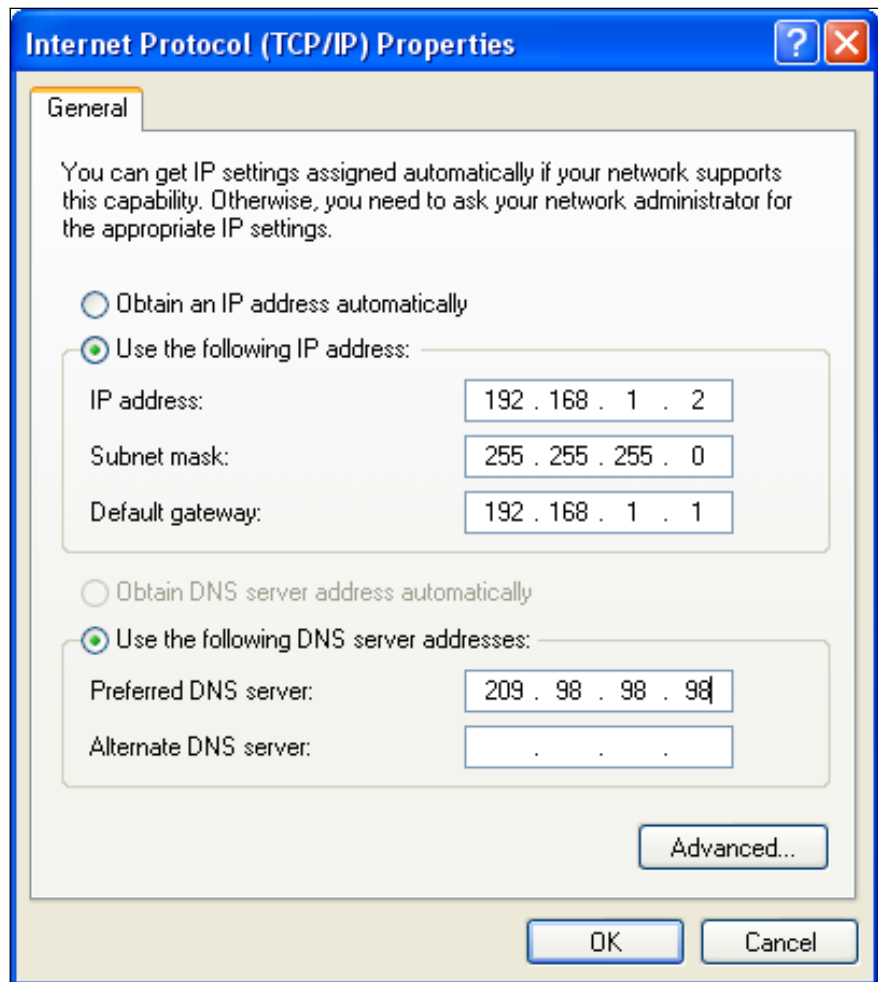 Internet Protocol (TCP/IP) Properties
General
You can get IP settings assigned automatically if your network supports
this capability. Otherwise, you need to ask your network administrator for
the appropriate IP settings.
Obtain an IP address automatically
Use the following IP address:
IP address: 192 . 168 . 1 . 2
Subnet mask: 255 . 255 . 255 . 0
Default gateway: 192 . 168 . 1 . 1
Obtain DNS server address automatically
Use the following DNS server addresses:
Preferred DNS server: 209 . 98 . 98 . 98
Alternate DNS server: . . .
Advanced...
OK Cancel